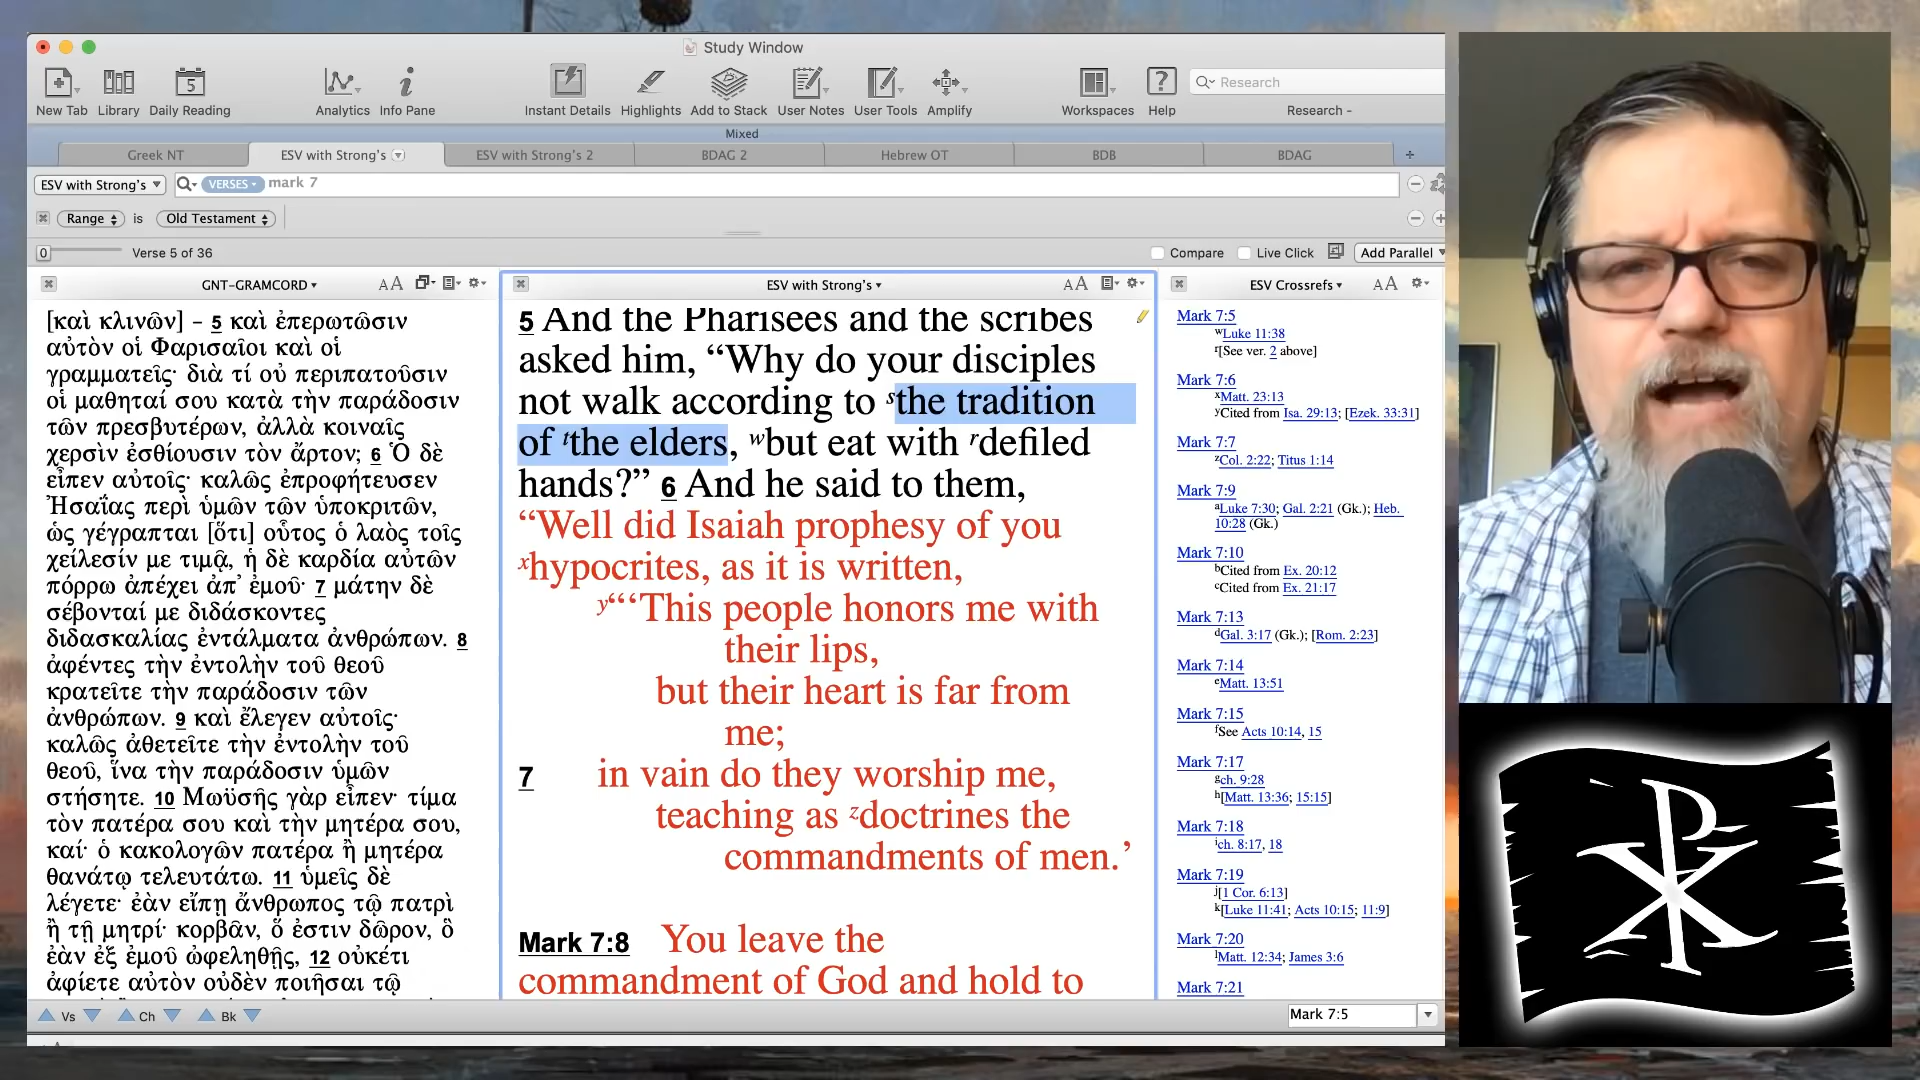 Study Window
New Tab
Library
Daily Reading
Analytics
Info Pane
Instant Details
Highlights
Add to Stack
User Notes
User Tools
Amplify
Workspaces
Help
Research
Research
Mixed
Greek NT
ESV with Strong's
ESV with Strong's 2
BDAG 2
Hebrew OT
BDB
BDAG
ESV with Strong's
VERSES
mark 7
Range
is
Old Testament
0
Verse 5 of 36
Compare
Live Click
Add Parallel
GNT-GRAMCORD
[καὶ κλινῶν] – 5 καὶ ἐπερωτῶσιν
αὐτὸν οἱ Φαρισαῖοι καὶ οἱ
γραμματεῖς· διὰ τί οὐ περιπατοῦσιν
οἱ μαθηταί σου κατὰ τὴν παράδοσιν
τῶν πρεσβυτέρων, ἀλλὰ κοιναῖς
χερσὶν ἐσθίουσιν τὸν ἄρτον; 6 Ὁ δὲ
εἶπεν αὐτοῖς· καλῶς ἐπροφήτευσεν
Ἠσαΐας περὶ ὑμῶν τῶν ὑποκριτῶν,
ὡς γέγραπται [ὅτι] οὗτος ὁ λαὸς τοῖς
χείλεσίν με τιμᾷ, ἡ δὲ καρδία αὐτῶν
πόρρω ἀπέχει ἀπ’ ἐμοῦ· 7 μάτην δὲ
σέβονταί με διδάσκοντες
διδασκαλίας ἐντάλματα ἀνθρώπων. 8
ἀφέντες τὴν ἐντολὴν τοῦ θεοῦ
κρατεῖτε τὴν παράδοσιν τῶν
ἀνθρώπων. 9 καὶ ἔλεγεν αὐτοῖς·
καλῶς ἀθετεῖτε τὴν ἐντολὴν τοῦ
θεοῦ, ἵνα τὴν παράδοσιν ὑμῶν
στήσητε. 10 Μωϋσῆς γὰρ εἶπεν· τίμα
τὸν πατέρα σου καὶ τὴν μητέρα σου,
καί· ὁ κακολογῶν πατέρα ἢ μητέρα
θανάτῳ τελευτάτω. 11 ὑμεῖς δὲ
λέγετε· ἐὰν εἴπῃ ἄνθρωπος τῷ πατρὶ
ἢ τῇ μητρί· κορβᾶν, ὅ ἐστιν δῶρον, ὃ
ἐὰν ἐξ ἐμοῦ ὠφεληθῇς, 12 οὐκέτι
ἀφίετε αὐτὸν οὐδὲν ποιῆσαι τῷ
ESV with Strong's
5 And the Pharisees and the scribes
asked him, “Why do your disciples
not walk according to sthe tradition
of tthe elders, wbut eat with rdefiled
hands?” 6 And he said to them,
“Well did Isaiah prophesy of you
xhypocrites, as it is written,
y“‘This people honors me with
their lips,
but their heart is far from
me;
7 in vain do they worship me,
teaching as zdoctrines the
commandments of men.’
Mark 7:8 You leave the
commandment of God and hold to
ESV Crossrefs
Mark 7:5
wLuke 11:38
r[See ver. 2 above]
Mark 7:6
xMatt. 23:13
yCited from Isa. 29:13; [Ezek. 33:31]
Mark 7:7
zCol. 2:22; Titus 1:14
Mark 7:9
aLuke 7:30; Gal. 2:21 (Gk.); Heb.
10:28 (Gk.)
Mark 7:10
bCited from Ex. 20:12
cCited from Ex. 21:17
Mark 7:13
dGal. 3:17 (Gk.); [Rom. 2:23]
Mark 7:14
eMatt. 13:51
Mark 7:15
fSee Acts 10:14, 15
Mark 7:17
gch. 9:28
h[Matt. 13:36; 15:15]
Mark 7:18
ich. 8:17, 18
Mark 7:19
j[1 Cor. 6:13]
k[Luke 11:41; Acts 10:15; 11:9]
Mark 7:20
lMatt. 12:34; James 3:6
Mark 7:21
Vs
Ch
Bk
Mark 7:5